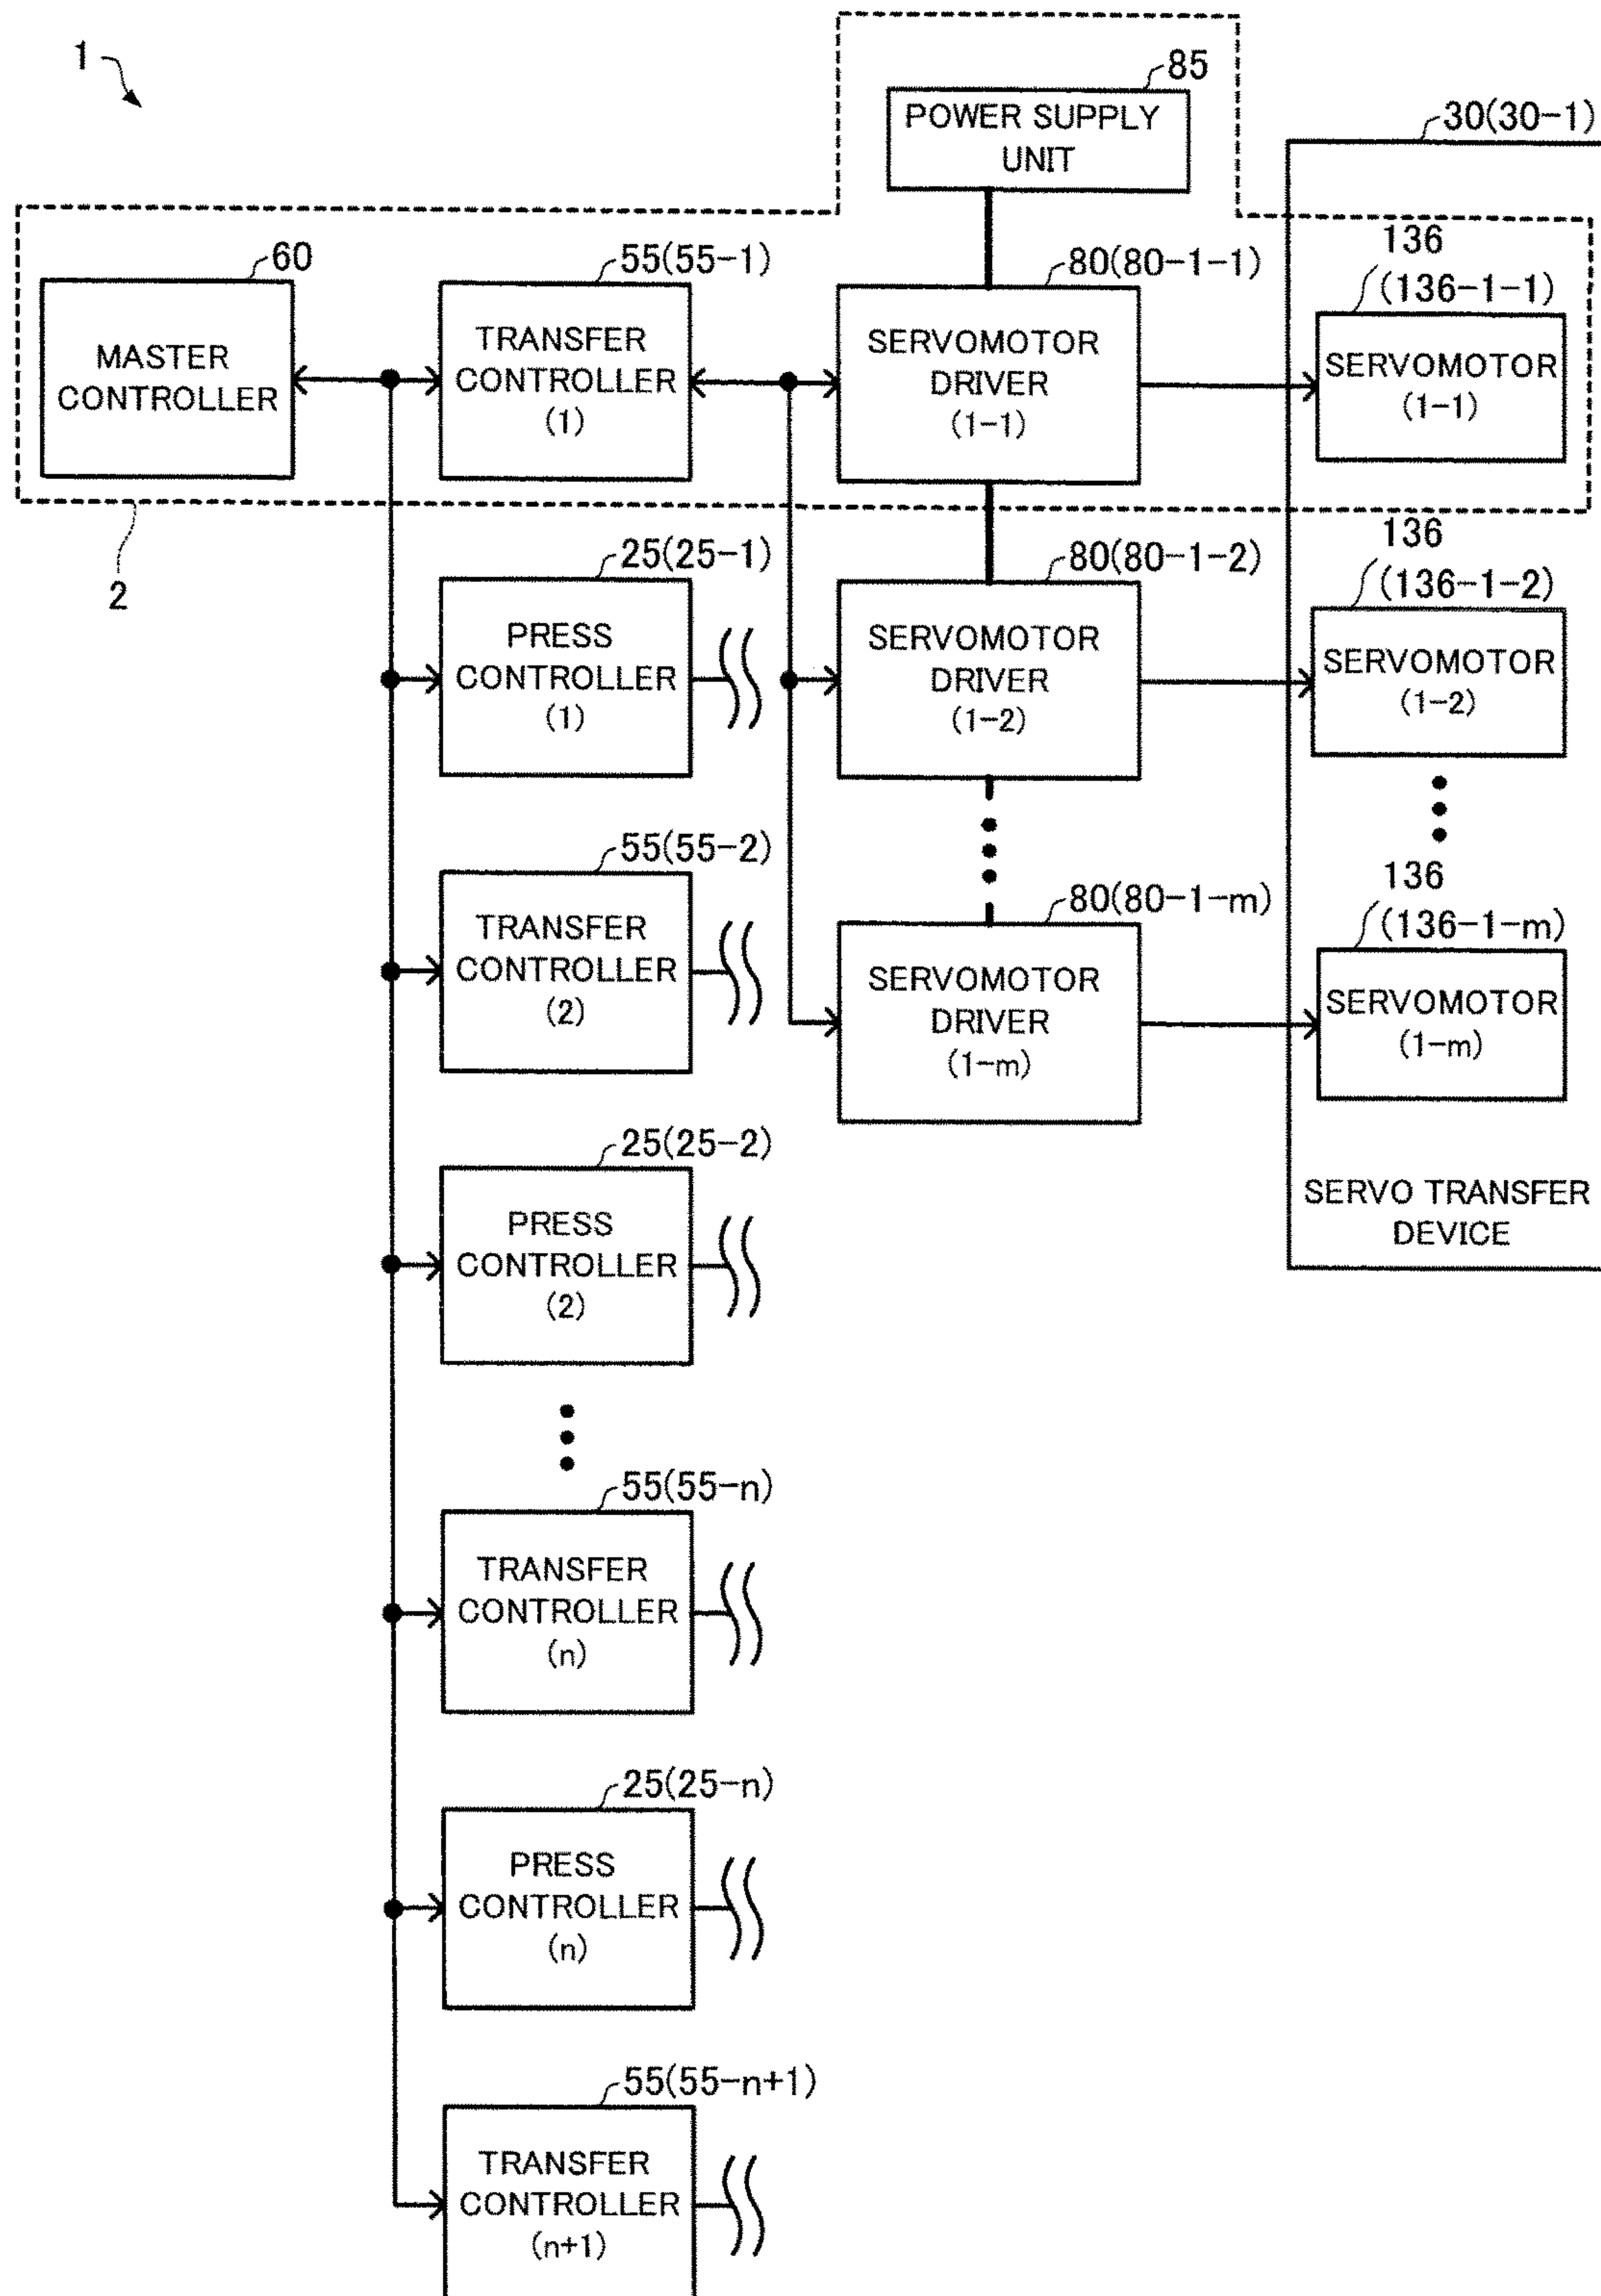 1
85
POWER SUPPLY
UNIT
30(30-1)
60
MASTER
CONTROLLER
55(55-1)
TRANSFER
CONTROLLER
(1)
80(80-1-1)
SERVOMOTOR
DRIVER
(1-1)
136
(136-1-1)
SERVOMOTOR
(1-1)
2
25(25-1)
PRESS
CONTROLLER
(1)
80(80-1-2)
SERVOMOTOR
DRIVER
(1-2)
136
(136-1-2)
SERVOMOTOR
(1-2)
55(55-2)
TRANSFER
CONTROLLER
(2)
80(80-1-m)
SERVOMOTOR
DRIVER
(1-m)
136
(136-1-m)
SERVOMOTOR
(1-m)
25(25-2)
PRESS
CONTROLLER
(2)
SERVO TRANSFER
DEVICE
55(55-n)
TRANSFER
CONTROLLER
(n)
25(25-n)
PRESS
CONTROLLER
(n)
55(55-n+1)
TRANSFER
CONTROLLER
(n+1)